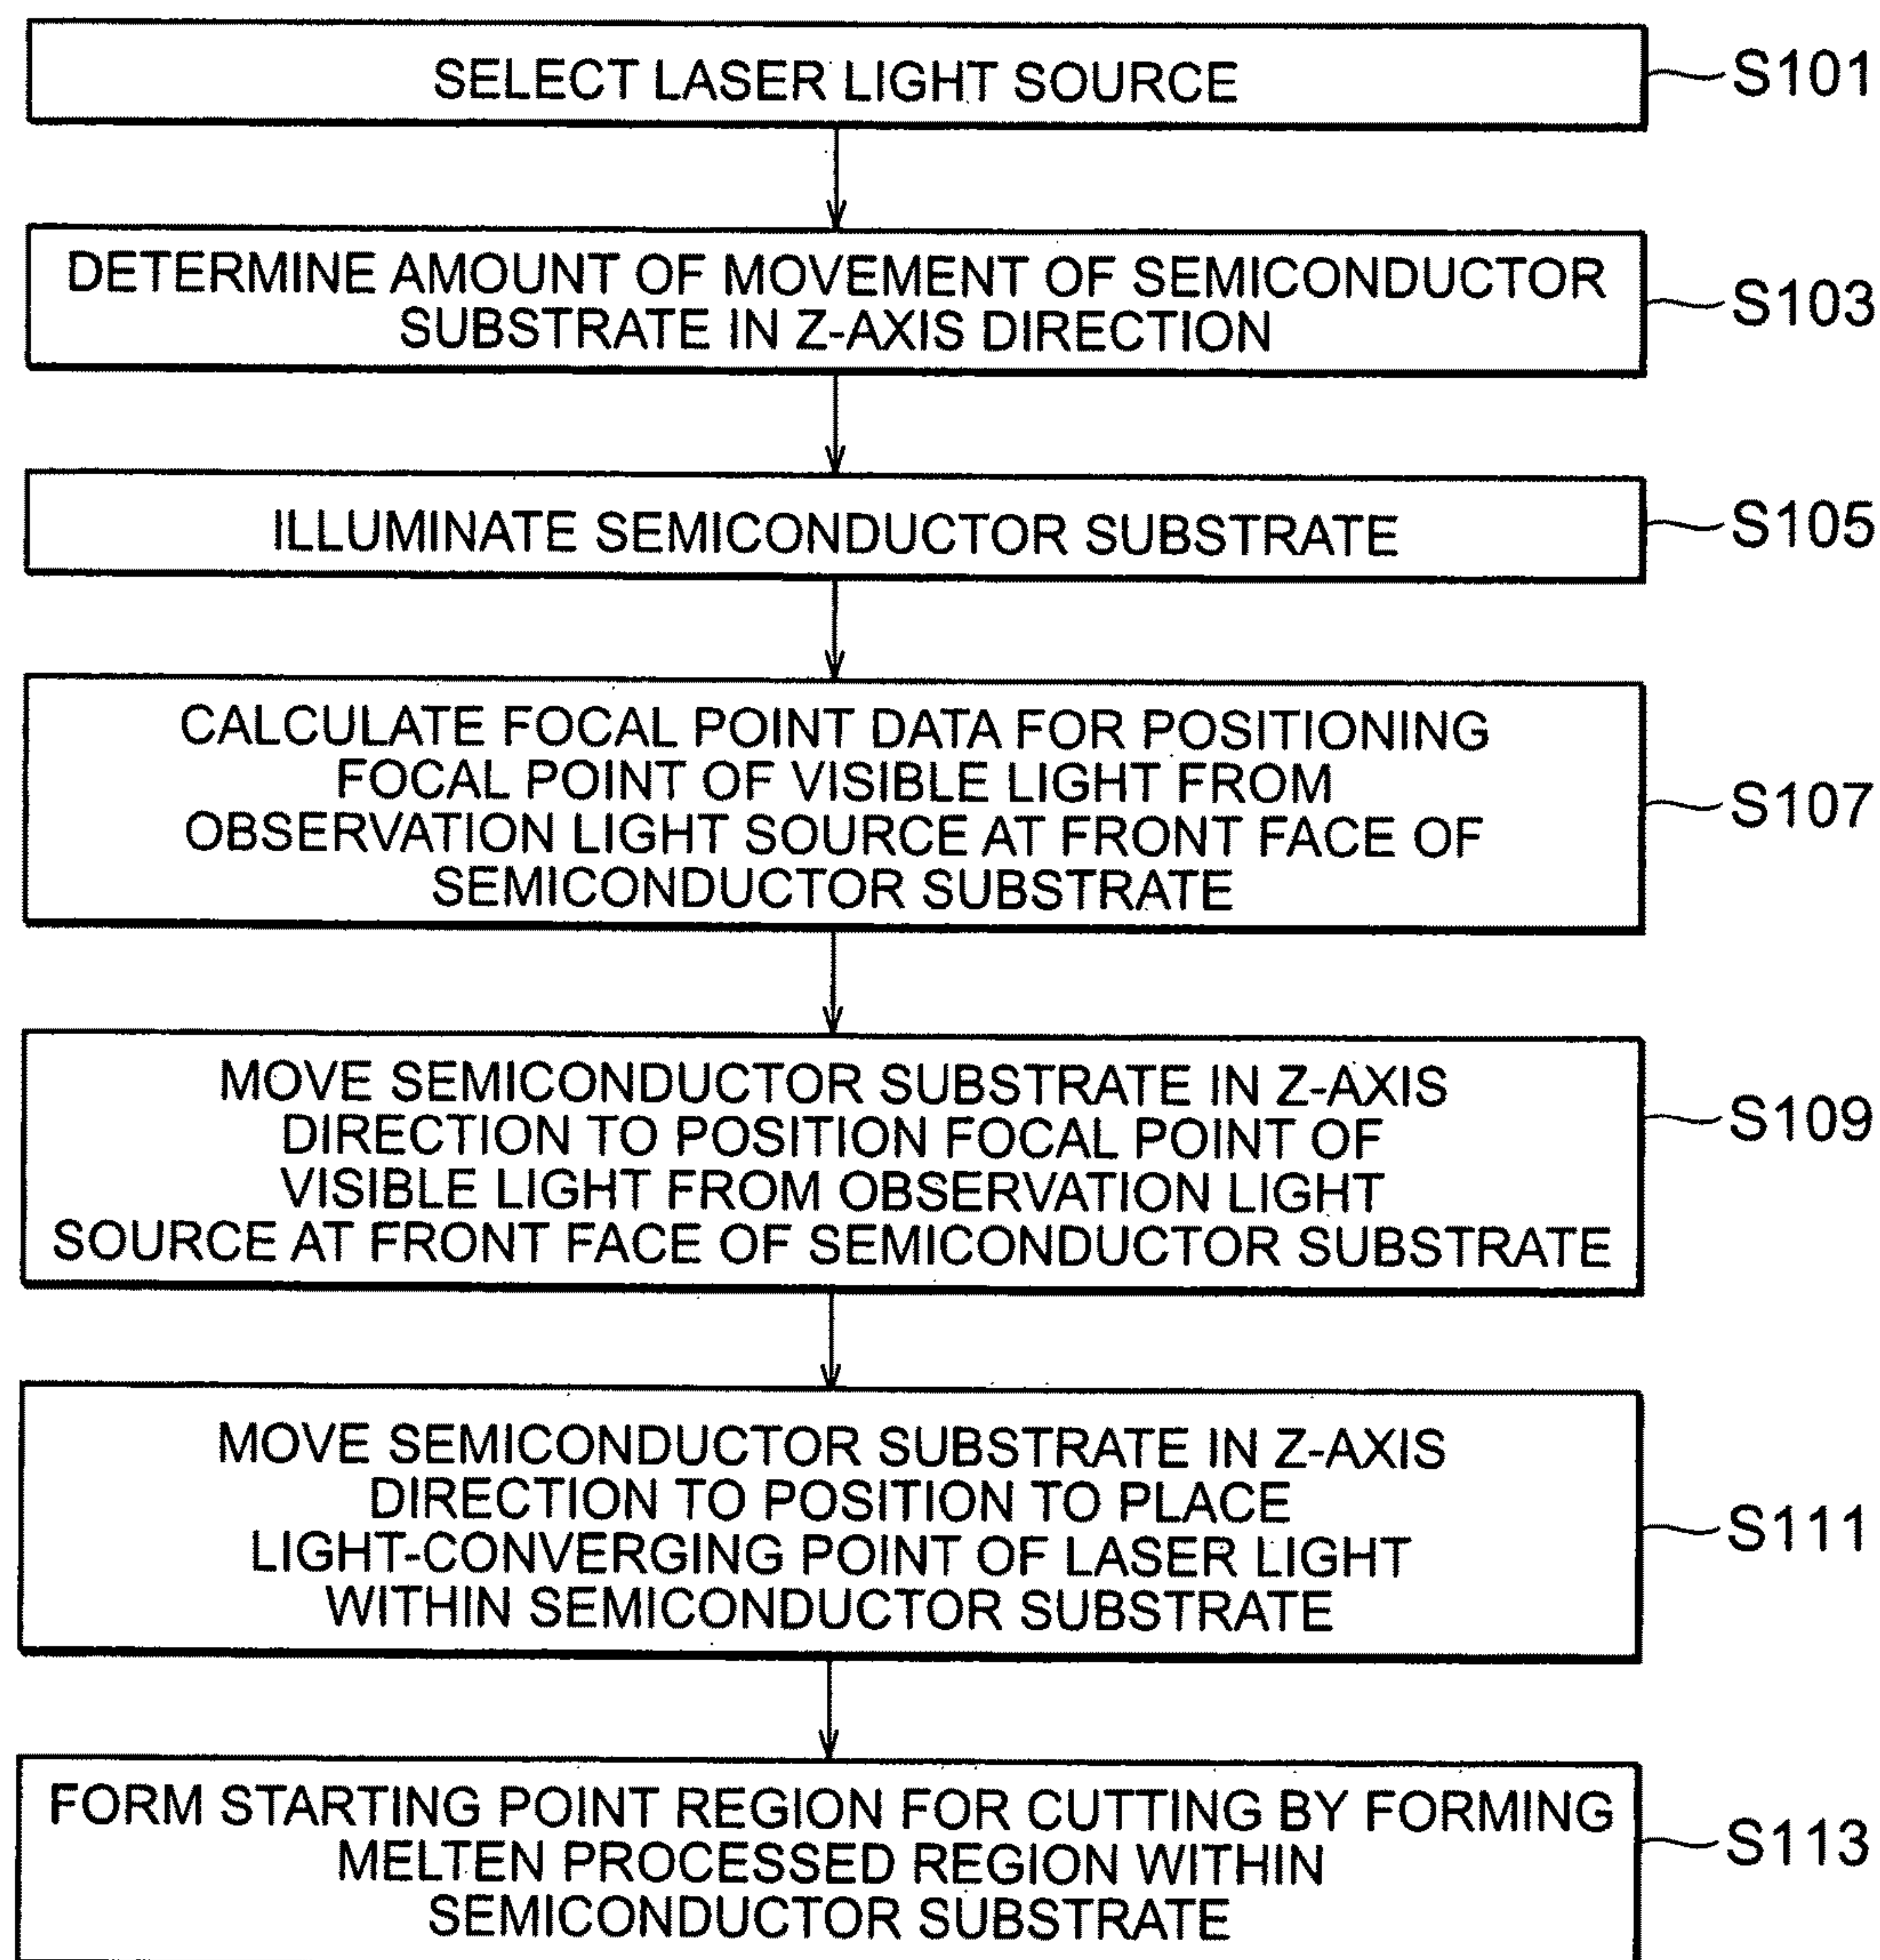 SELECT LASER LIGHT SOURCE
S101
DETERMINE AMOUNT OF MOVEMENT OF SEMICONDUCTOR
SUBSTRATE IN Z-AXIS DIRECTION
S103
ILLUMINATE SEMICONDUCTOR SUBSTRATE
S105
CALCULATE FOCAL POINT DATA FOR POSITIONING
FOCAL POINT OF VISIBLE LIGHT FROM
OBSERVATION LIGHT SOURCE AT FRONT FACE OF
SEMICONDUCTOR SUBSTRATE
S107
MOVE SEMICONDUCTOR SUBSTRATE IN Z-AXIS
DIRECTION TO POSITION FOCAL POINT OF
VISIBLE LIGHT FROM OBSERVATION LIGHT
SOURCE AT FRONT FACE OF SEMICONDUCTOR SUBSTRATE
S109
MOVE SEMICONDUCTOR SUBSTRATE IN Z-AXIS
DIRECTION TO POSITION TO PLACE
LIGHT-CONVERGING POINT OF LASER LIGHT
WITHIN SEMICONDUCTOR SUBSTRATE
S111
FORM STARTING POINT REGION FOR CUTTING BY FORMING
MELTEN PROCESSED REGION WITHIN
SEMICONDUCTOR SUBSTRATE
S113